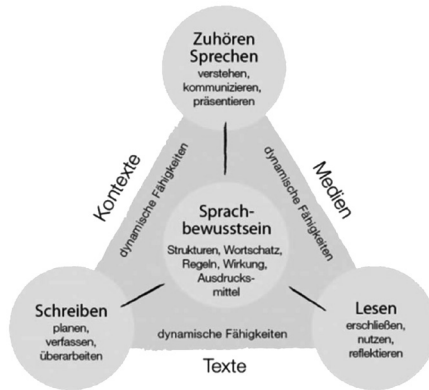 Zuhören
Sprechen
verstehen,
kommunizieren,
präsentieren
Kontexte
dynamische Fähigkeiten
dynamische Fähigkeiten
Medien
Sprach-
bewusstsein
Strukturen, Wortschatz,
Regeln, Wirkung,
Ausdrucks-
mittel
Schreiben
planen,
verfassen,
überarbeiten
dynamische Fähigkeiten
Texte
Lesen
erschließen,
nutzen,
reflektieren